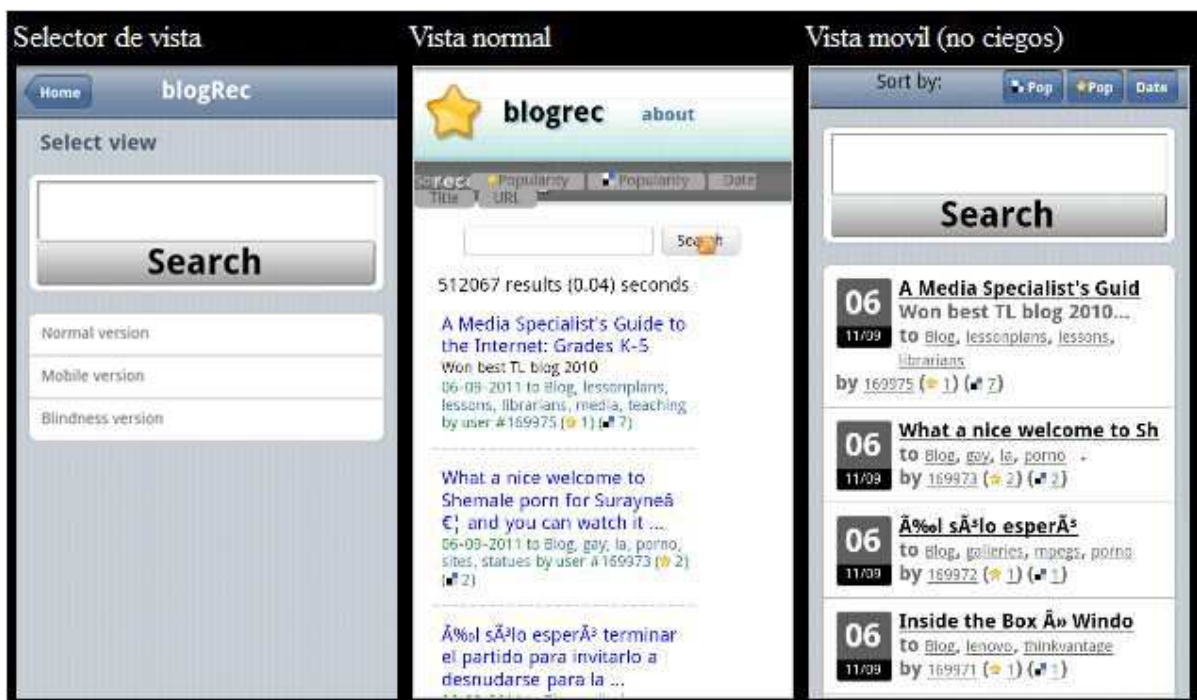 Selector de vista
Home
blogRec
Select view
Search
Normal version
Mobile version
Blindness version
Vista normal
blogrec about
Popularity Popularity Date
Title URL
Search
512067 results (0.04) seconds
A Media Specialist's Guide to
the Internet: Grades K-5
Won best TL blog 2010
06-09-2011 to Blog, lessonplans,
lessons, librarians, media, teaching
by user #169975 (1) (7)
What a nice welcome to
Shemale porn for Surayneâ
€¦ and you can watch it ...
06-09-2011 to Blog, gay, la, porno,
sites, statues by user #169973 (2)
(2)
Ã‰l sÃ³lo esperÃ³ terminar
el partido para invitarlo a
desnudarse para la ...
Vista movil (no ciegos)
Sort by: Pop Pop Date
Search
06
11/09
A Media Specialist's Guid
Won best TL blog 2010...
to Blog, lessonplans, lessons,
librarians
by 169975 (1) (7)
06
11/09
What a nice welcome to Sh
to Blog, gay, la, porno
by 169973 (2) (2)
06
11/09
Ã‰l sÃ³lo esperÃ³
to Blog, galleries, mpegs, porno
by 169972 (1) (1)
06
11/09
Inside the Box Â» Windo
to Blog, lenovo, thinkvantage
by 169971 (1) (1)